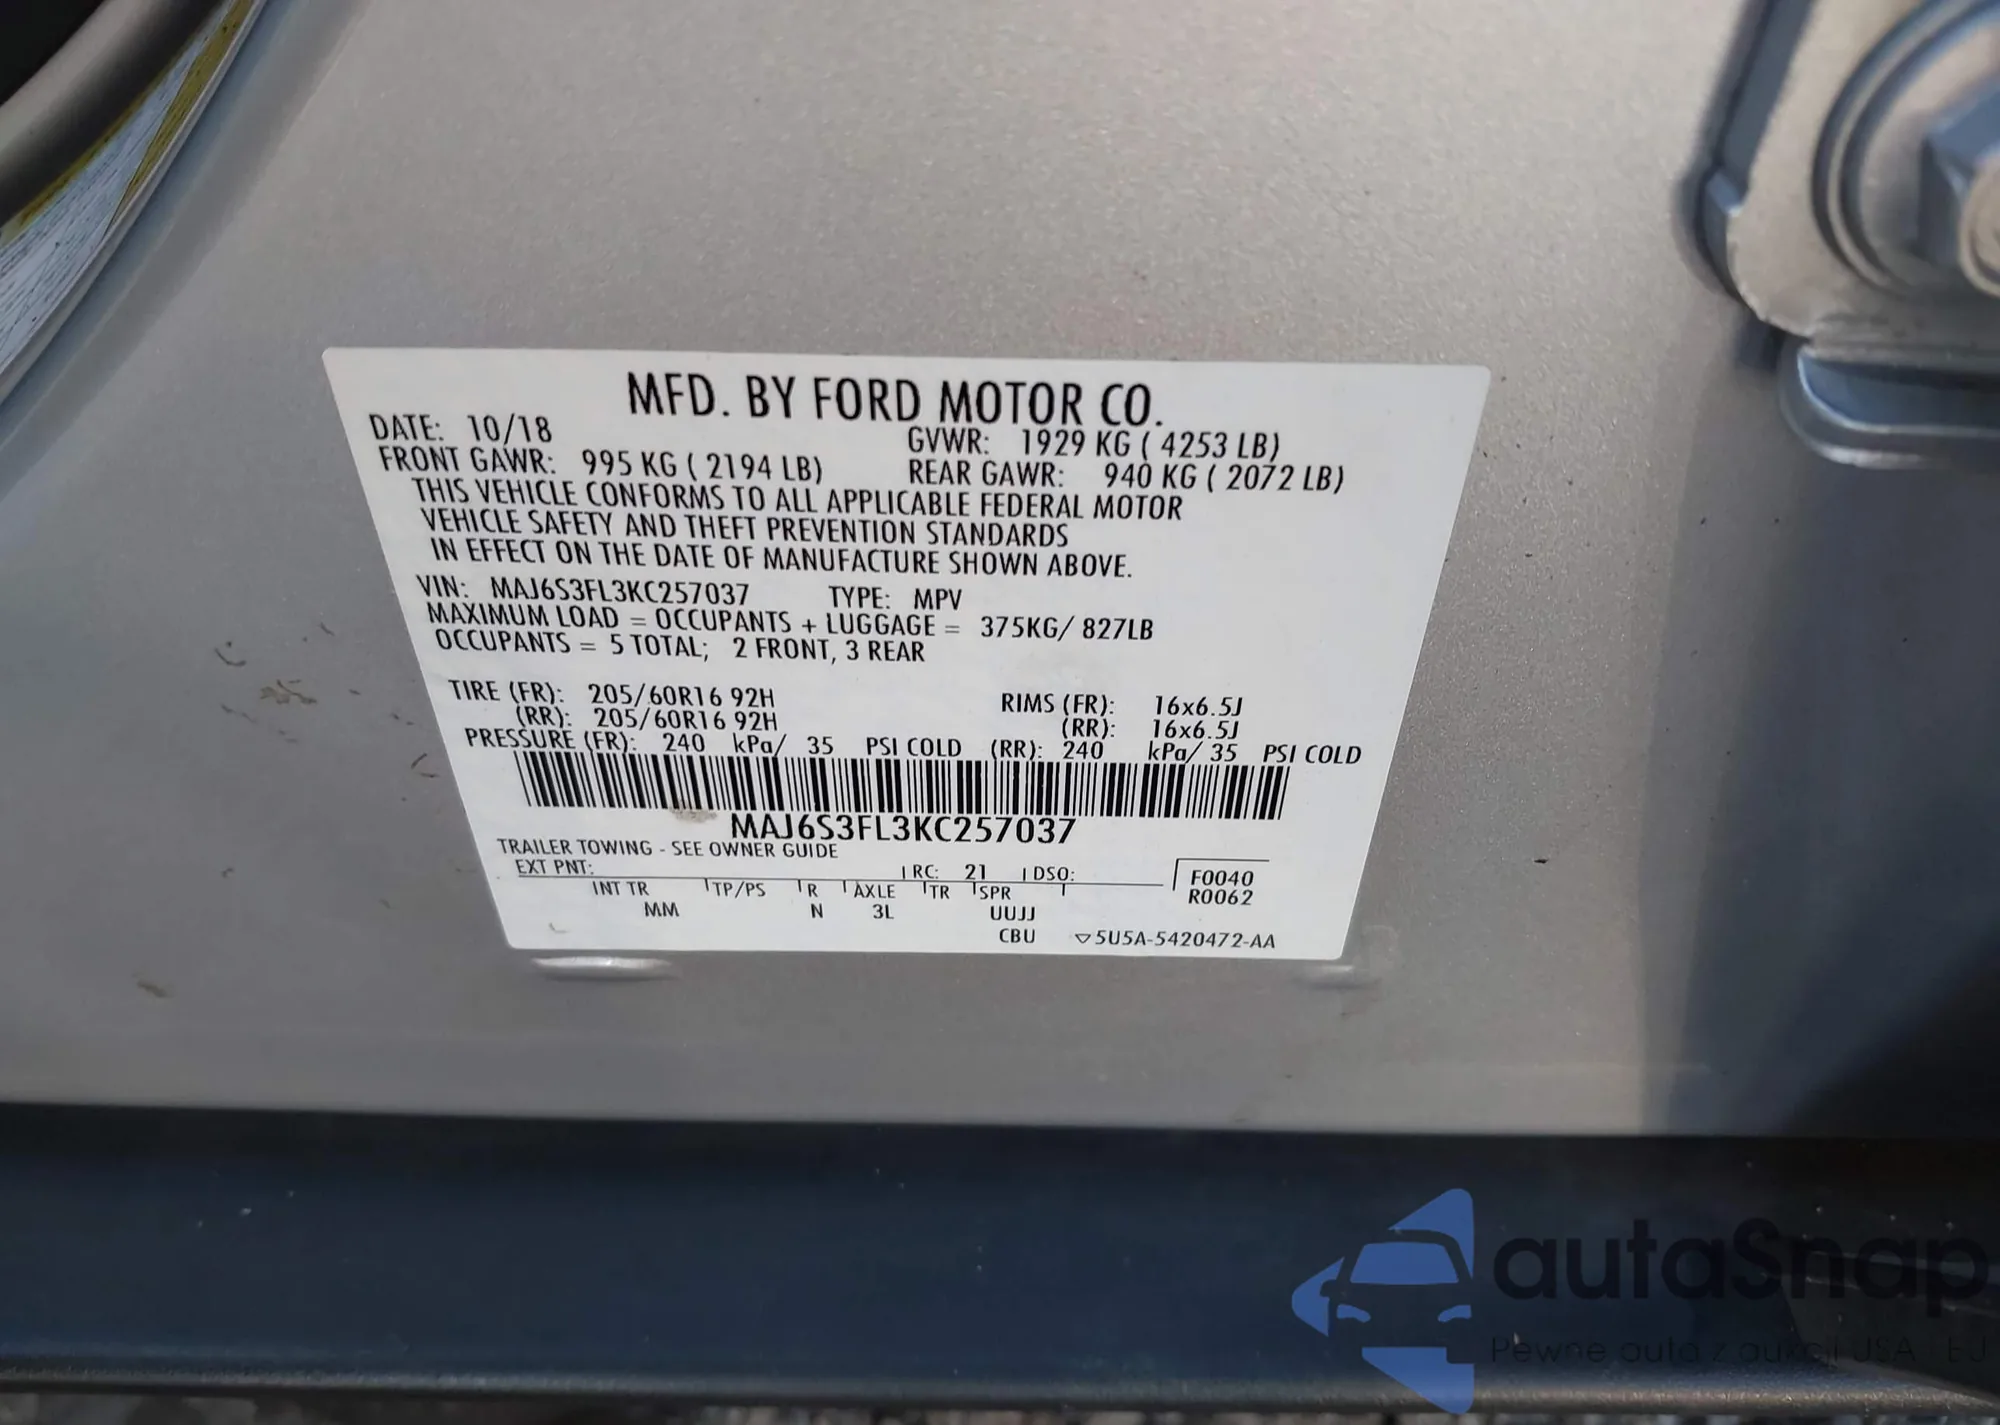 MFD. BY FORD MOTOR CO.
DATE: 10/18 GVWR: 1929 KG ( 4253 LB)
FRONT GAWR: 995 KG ( 2194 LB) REAR GAWR: 940 KG ( 2072 LB)
THIS VEHICLE CONFORMS TO ALL APPLICABLE FEDERAL MOTOR
VEHICLE SAFETY AND THEFT PREVENTION STANDARDS
IN EFFECT ON THE DATE OF MANUFACTURE SHOWN ABOVE.
VIN: MAJ6S3FL3KC257037 TYPE: MPV
MAXIMUM LOAD = OCCUPANTS + LUGGAGE = 375KG/ 827LB
OCCUPANTS = 5 TOTAL; 2 FRONT, 3 REAR
TIRE (FR): 205/60R16 92H RIMS (FR): 16x6.5J
(RR): 205/60R16 92H (RR): 16x6.5J
PRESSURE (FR): 240 kPa/ 35 PSI COLD (RR): 240 kPa/ 35 PSI COLD
MAJ6S3FL3KC257037
TRAILER TOWING - SEE OWNER GUIDE
EXT PNT: RC: 21 DSO: F0040
INT TR TP/PS R AXLE TR SPR R0062
MM N 3L UUJJ
CBU ▽5U5A-5420472-AA
autaSnap
Pewne auta z aukcji USA i EU